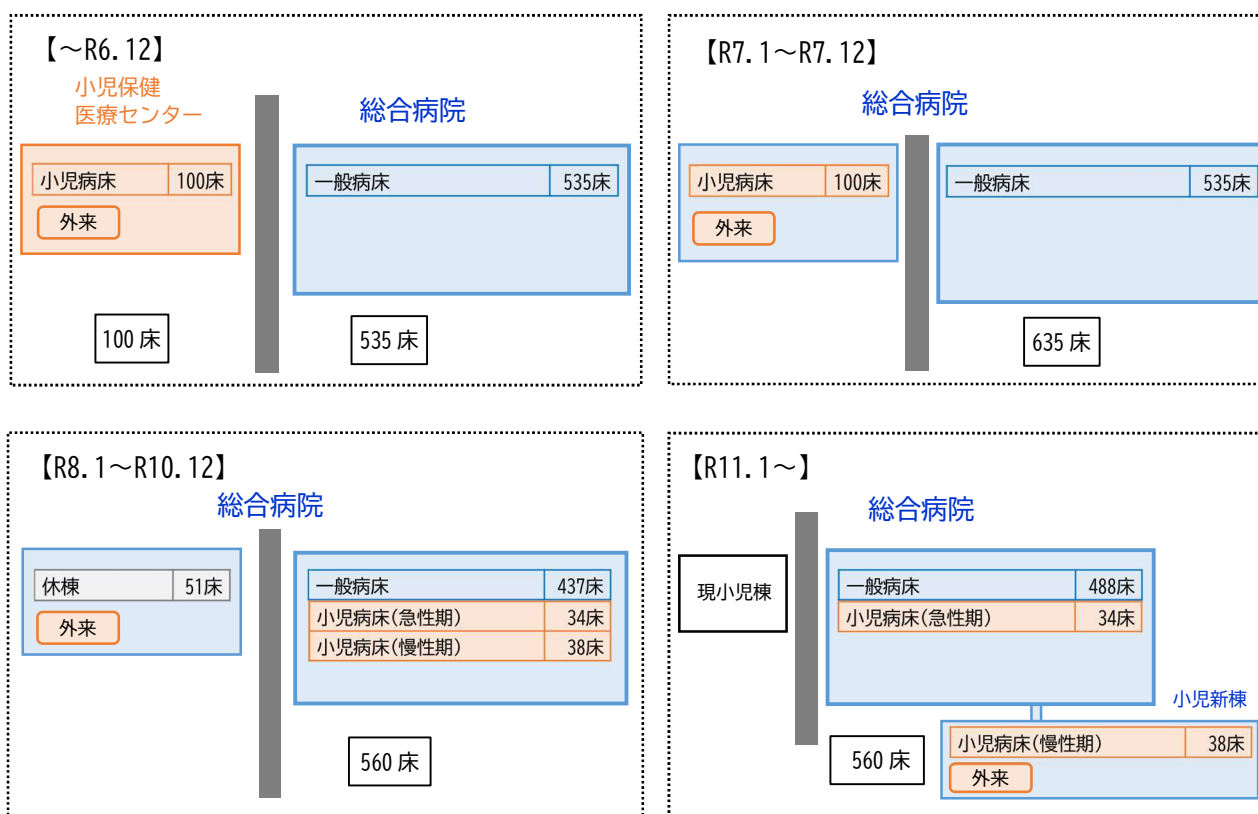 【～R6.12】
小児保健
医療センター
総合病院
小児病床 100床
外来
一般病床 535床
100 床
535 床
【R7.1～R7.12】
総合病院
小児病床 100床
外来
一般病床 535床
635 床
【R8.1～R10.12】
総合病院
休棟 51床
外来
一般病床 437床
小児病床(急性期) 34床
小児病床(慢性期) 38床
560 床
【R11.1～】
総合病院
現小児棟
一般病床 488床
小児病床(急性期) 34床
小児新棟
小児病床(慢性期) 38床
外来
560 床